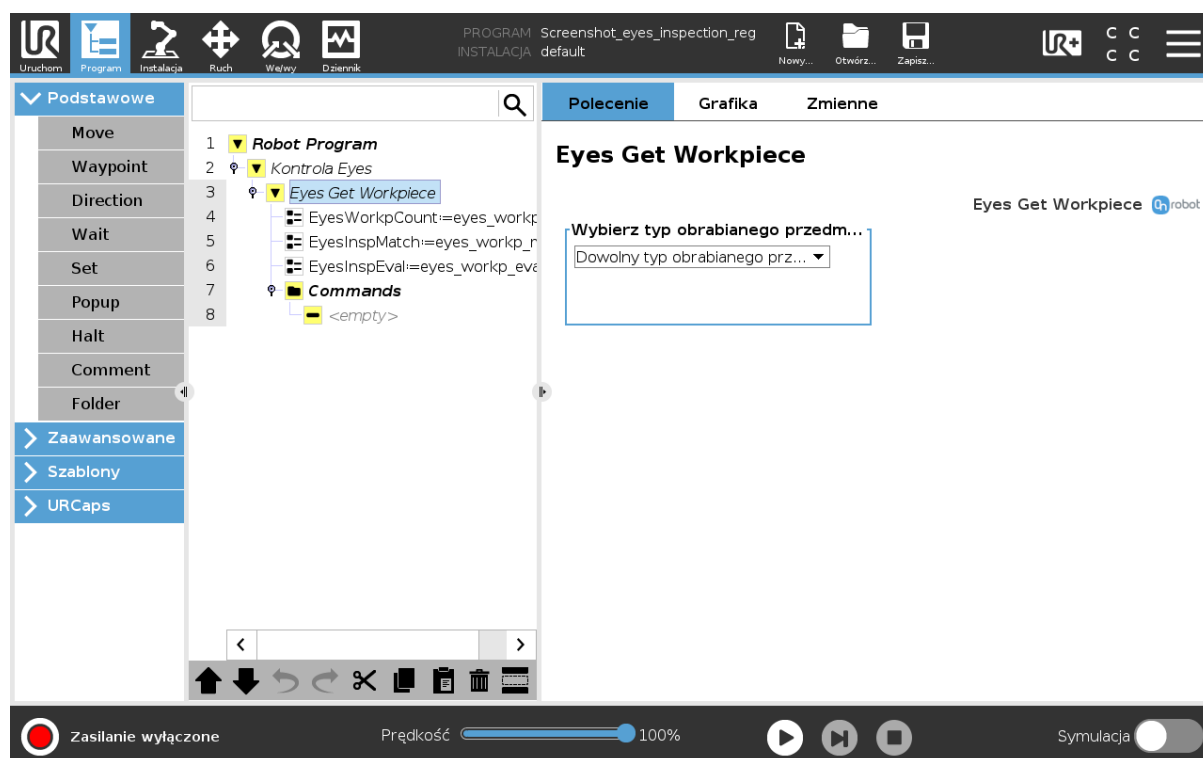 UR
PROGRAM Screenshot_eyes_inspection_reg
INSTALACJA default
UR+
C C
C C
Uruchom Program Instalacja Ruch We/wy Dziennik Nowy... Otwórz... Zapisz...
Podstawowe
Move
Waypoint
Direction
Wait
Set
Popup
Halt
Comment
Folder
Zaawansowane
Szablony
URCaps
1 Robot Program
2 Kontrola Eyes
3 Eyes Get Workpiece
4 EyesWorkpCount≔eyes_workp
5 EyesInspMatch≔eyes_workp_r
6 EyesInspEval≔eyes_workp_eva
7 Commands
8 <empty>
Polecenie Grafika Zmienne
Eyes Get Workpiece
Eyes Get Workpiece On robot
Wybierz typ obrabianego przedm...
Dowolny typ obrabianego prz...
Zasilanie wyłączone
Prędkość 100%
Symulacja